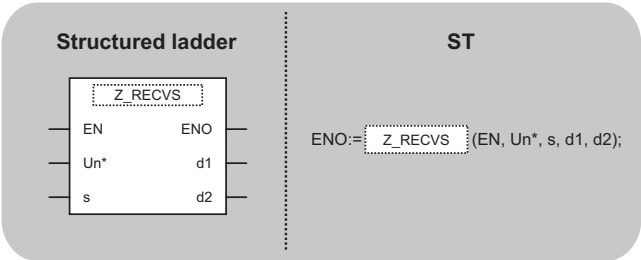 Structured ladder
Z_RECVS
EN ENO
Un* d1
s d2
ST
ENO:= Z_RECVS (EN, Un*, s, d1, d2);